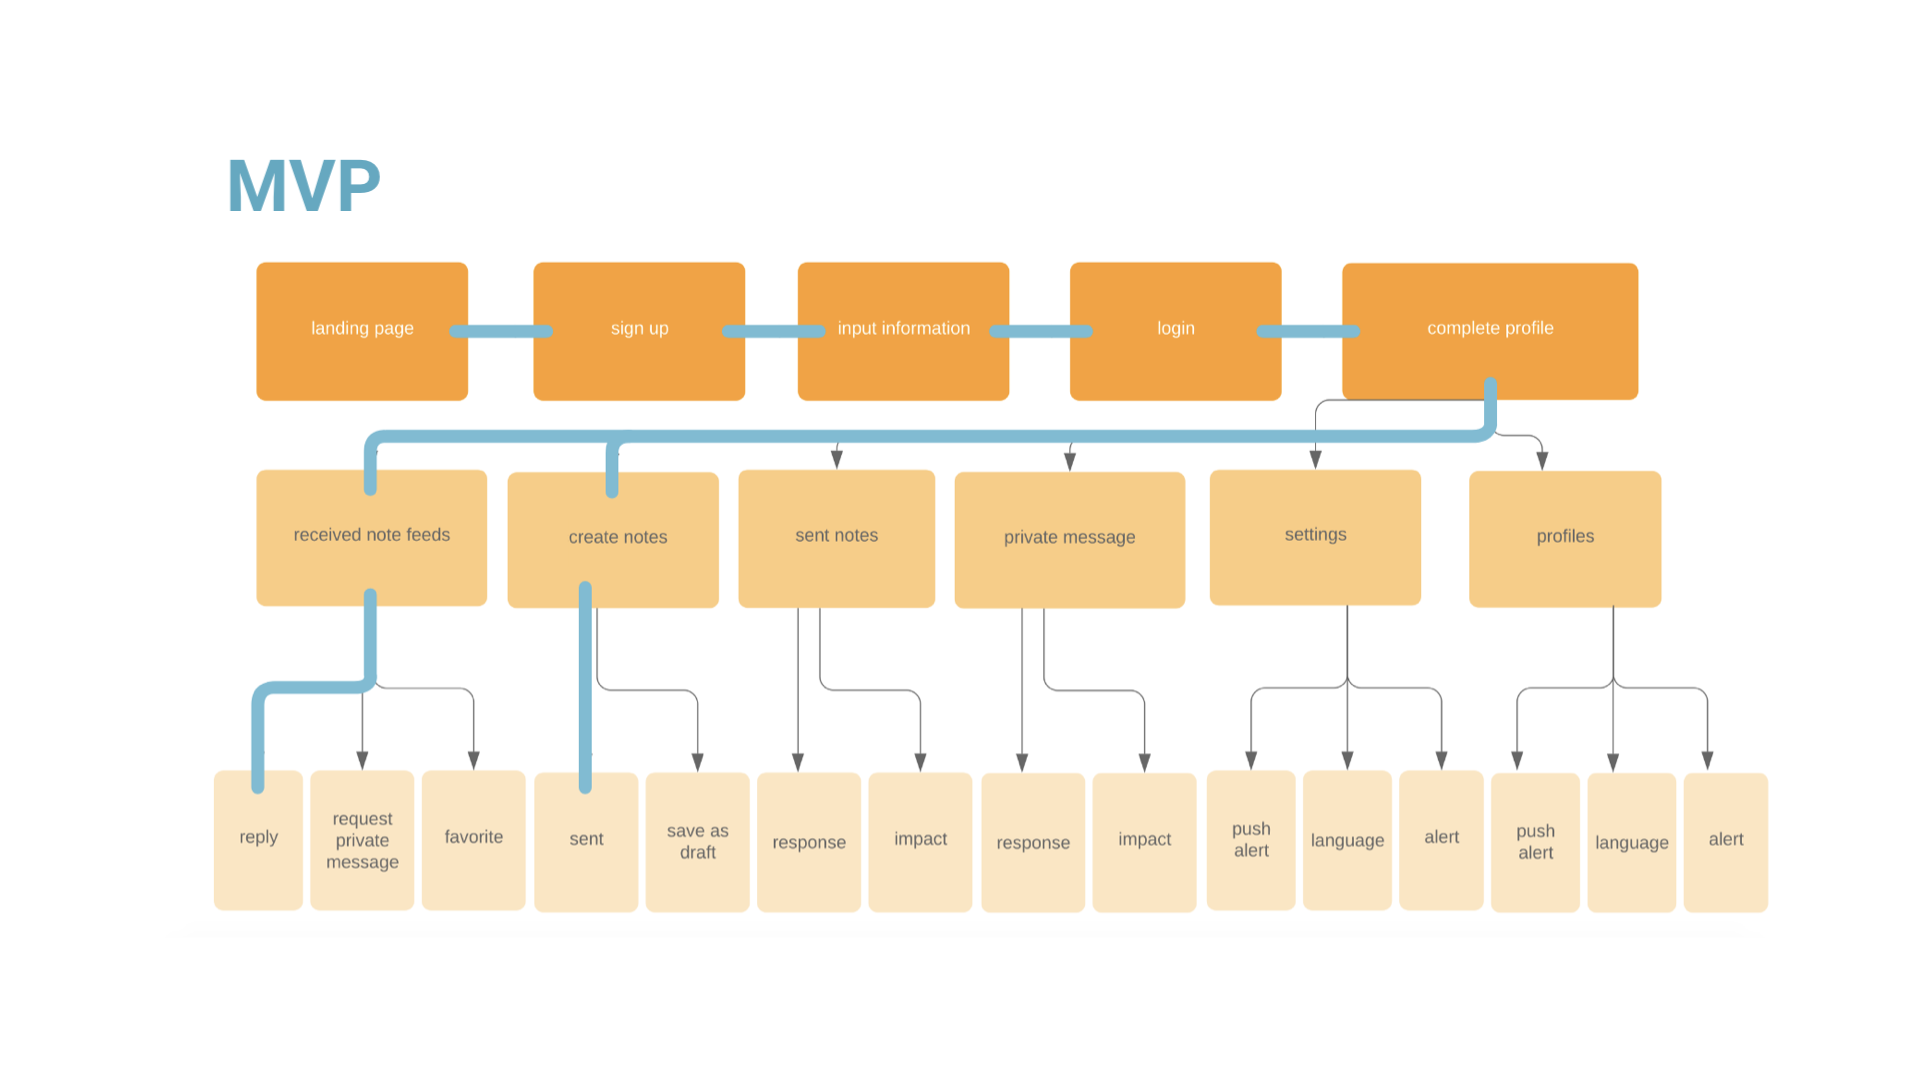 MVP
landing page
sign up
input information
login
complete profile
received note feeds
create notes
sent notes
private message
settings
profiles
reply
request
private
message
favorite
sent
save as
draft
response
impact
response
impact
push
alert
language
alert
push
alert
language
alert